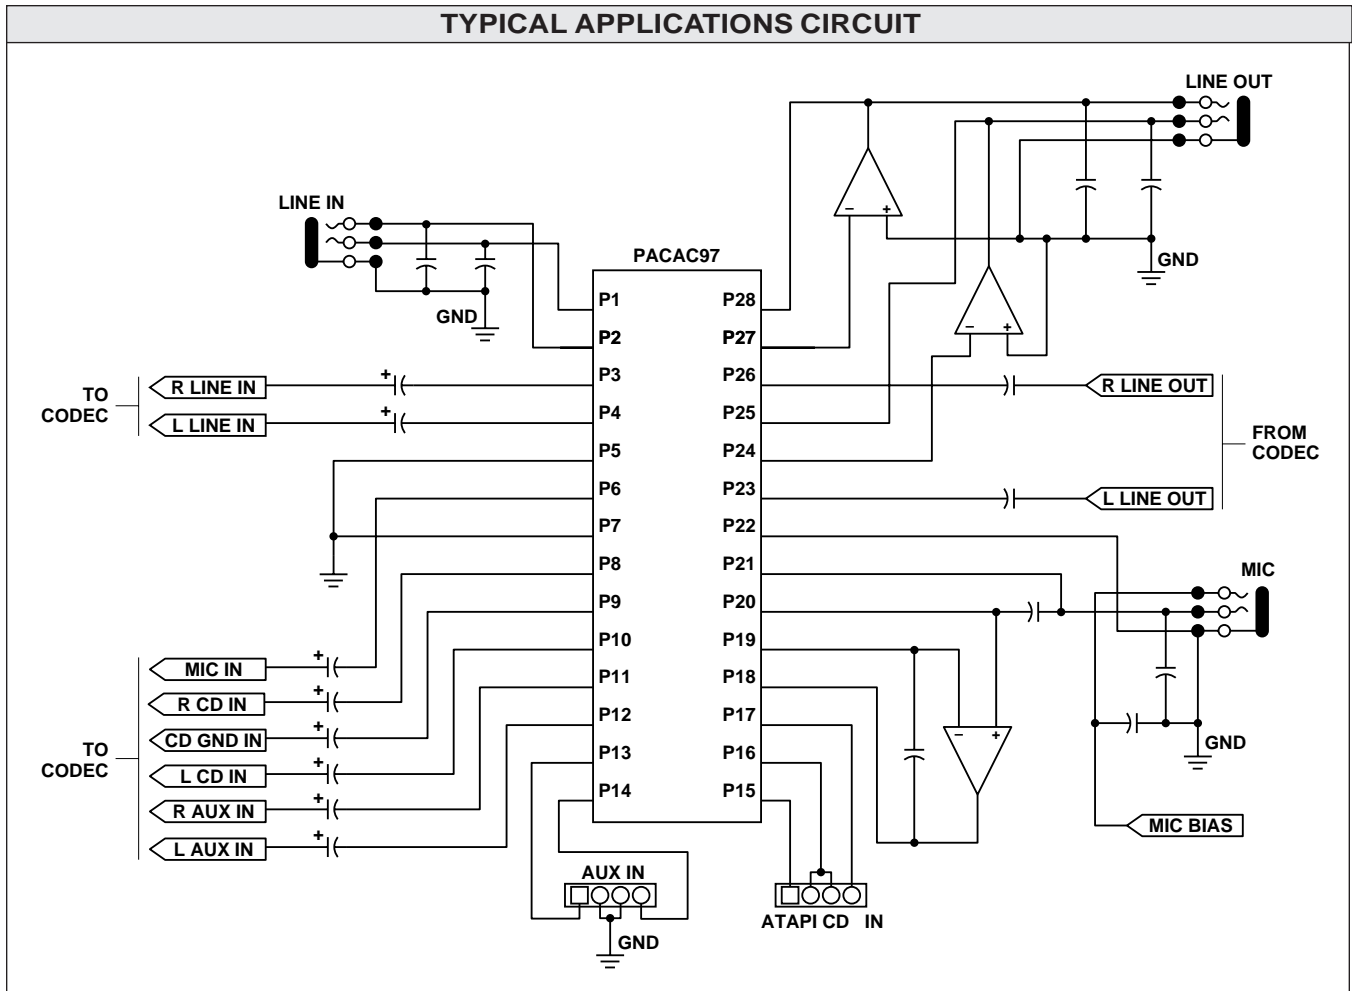 TYPICAL APPLICATIONS CIRCUIT
LINE OUT
LINE IN
GND
GND
PACAC97
P1
P2
P3
P4
P5
P6
P7
P8
P9
P10
P11
P12
P13
P14
P28
P27
P26
P25
P24
P23
P22
P21
P20
P19
P18
P17
P16
P15
TO
CODEC
R LINE IN
+
L LINE IN
+
R LINE OUT
L LINE OUT
FROM
CODEC
− +
− +
− +
MIC
GND
MIC BIAS
TO
CODEC
MIC IN
+
R CD IN
+
CD GND IN
+
L CD IN
+
R AUX IN
+
L AUX IN
+
AUX IN
GND
ATAPI CD IN